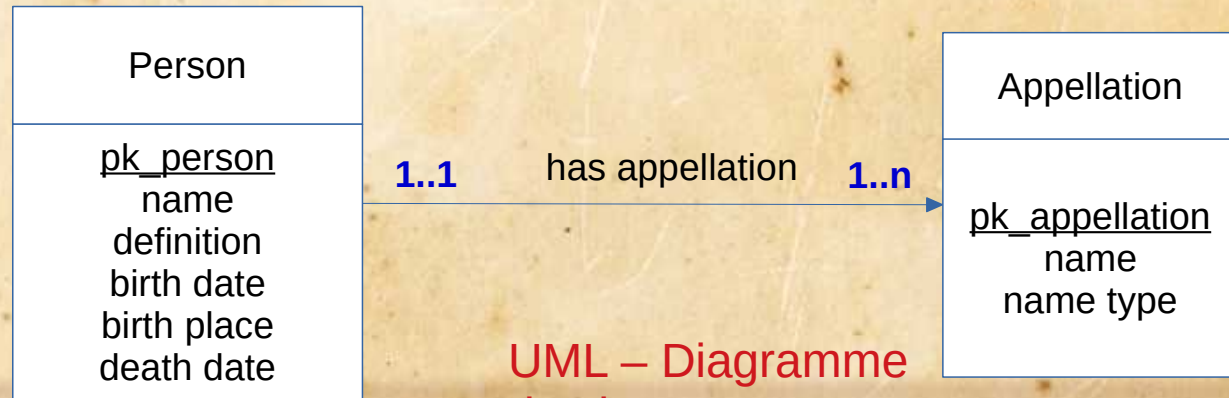 Person
pk_person
name
definition
birth date
birth place
death date
1..1
has appellation
1..n
Appellation
pk_appellation
name
name type
UML – Diagramme